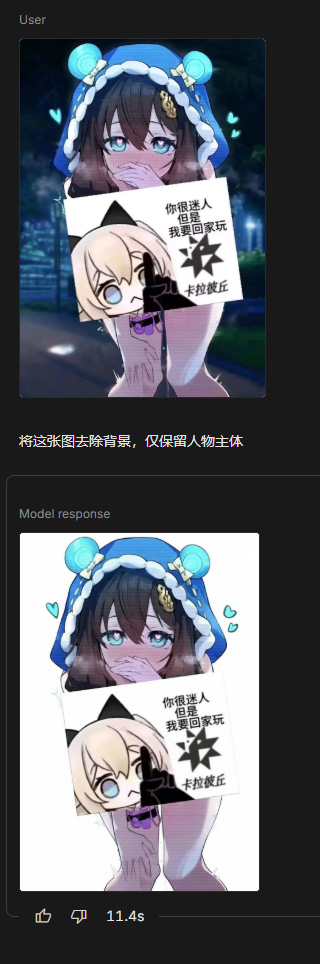 User
你很迷人
但是
我要回家玩
卡拉彼丘
将这张图去除背景，仅保留人物主体
Model response
你很迷人
但是
我要回家玩
卡拉彼丘
11.4s